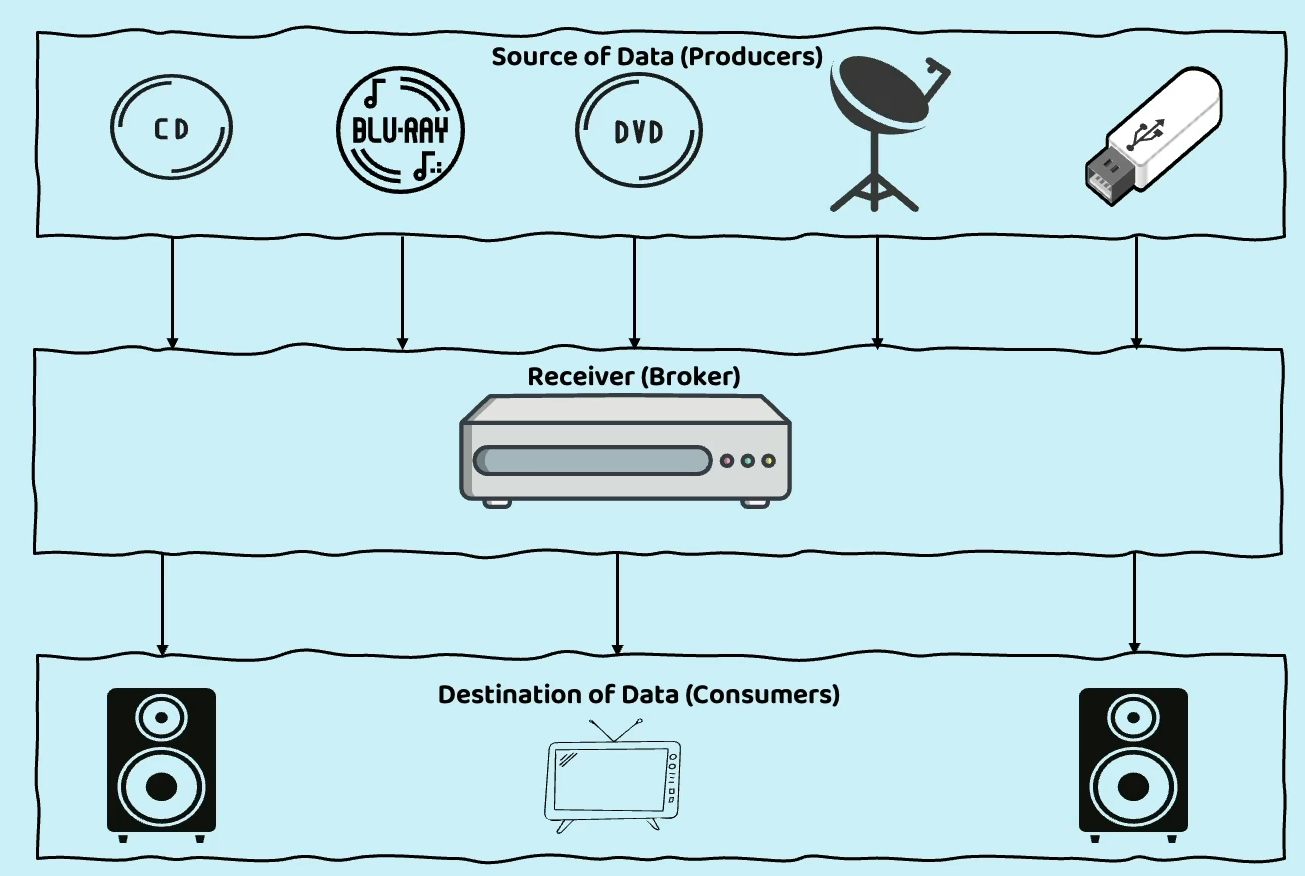 Source of Data (Producers)
CD
BLU-RAY
DVD
Receiver (Broker)
Destination of Data (Consumers)